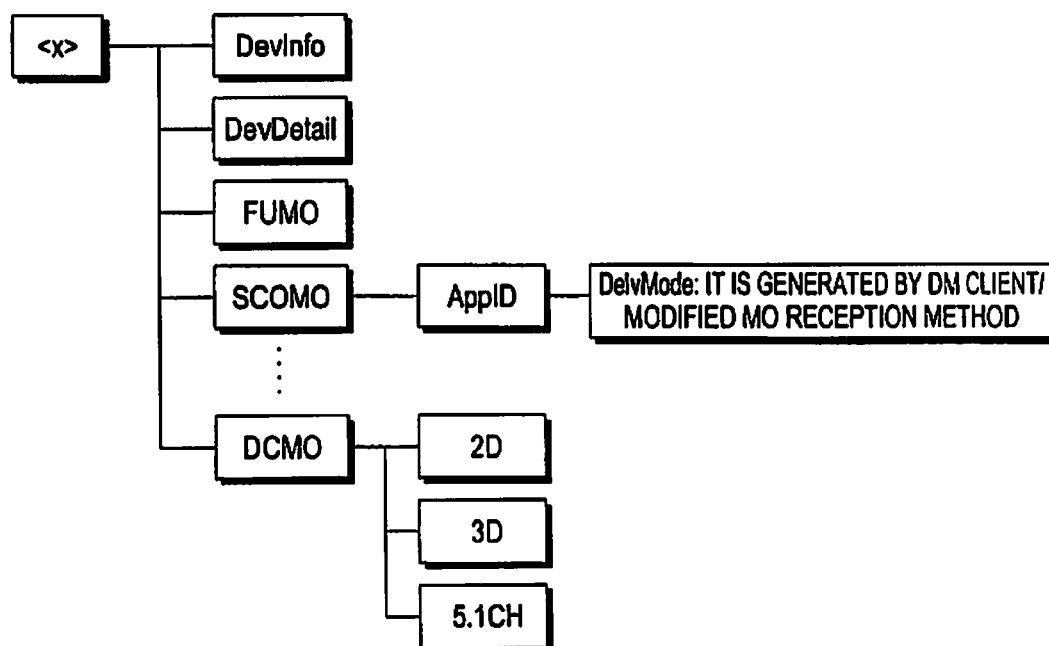 <x>
DevInfo
DevDetail
FUMO
SCOMO
AppID
DelvMode: IT IS GENERATED BY DM CLIENT/
MODIFIED MO RECEPTION METHOD
DCMO
2D
3D
5.1CH